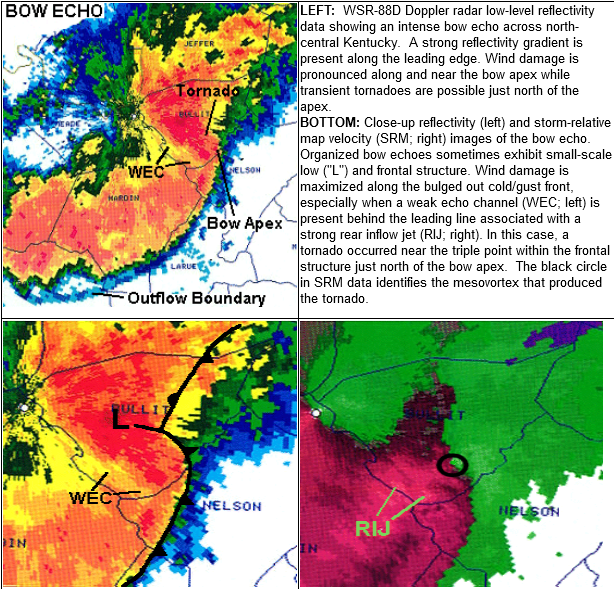 BOW ECHO
JEFFER
Tornado
BULLIT
MEADE
WEC
NELSON
HARDIN
Bow Apex
LARUE
Outflow Boundary
LEFT:  WSR-88D Doppler radar low-level reflectivity
data showing an intense bow echo across north-
central Kentucky.  A strong reflectivity gradient is
present along the leading edge. Wind damage is
pronounced along and near the bow apex while
transient tornadoes are possible just north of the
apex.
BOTTOM: Close-up reflectivity (left) and storm-relative
map velocity (SRM; right) images of the bow echo.
Organized bow echoes sometimes exhibit small-scale
low ("L") and frontal structure. Wind damage is
maximized along the bulged out cold/gust front,
especially when a weak echo channel (WEC; left) is
present behind the leading line associated with a
strong rear inflow jet (RIJ; right). In this case, a
tornado occurred near the triple point within the frontal
structure just north of the bow apex.  The black circle
in SRM data identifies the mesovortex that produced
the tornado.
BULLIT
L
WEC
NELSON
DIN
BULLIT
RIJ
NELSON
IN